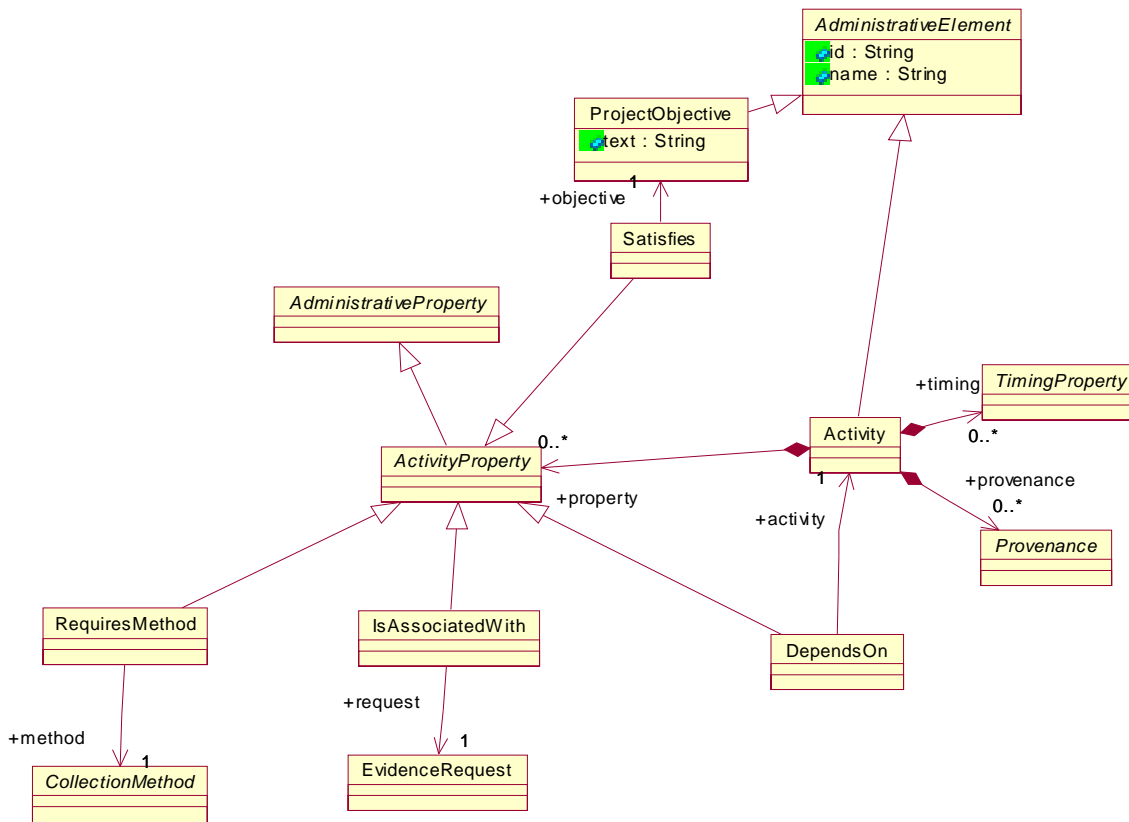 AdministrativeElement
id : String
name : String
ProjectObjective
text : String
1
+objective
Satisfies
AdministrativeProperty
+timing
TimingProperty
0..*
Activity
1
0..*
ActivityProperty
+property
+provenance
0..*
+activity
Provenance
RequiresMethod
IsAssociatedWith
DependsOn
+request
+method
1
1
EvidenceRequest
CollectionMethod